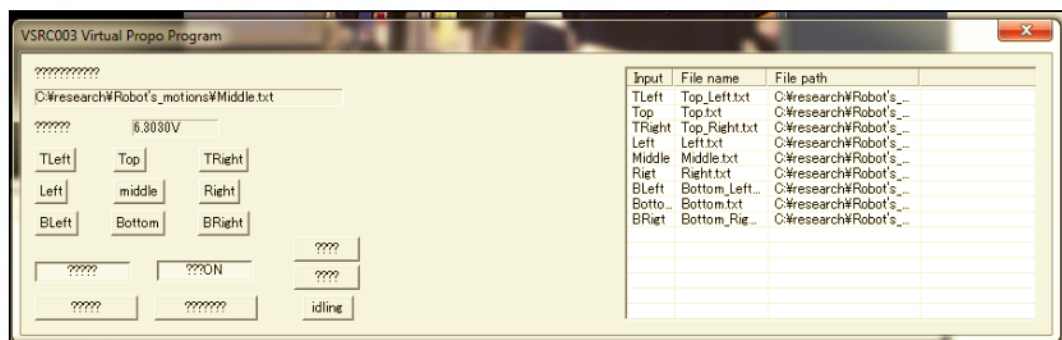 VSRC003 Virtual Propo Program
???????????
C:¥research¥Robot's_motions¥Middle.txt
?????? 6.3030V
TLeft Top TRight
Left middle Right
BLeft Bottom BRight
????
????? ???ON
????
????? ??????? idling
Input File name File path
TLeft Top_Left.txt C:¥research¥Robot's_...
Top Top.txt C:¥research¥Robot's_...
TRight Top_Right.txt C:¥research¥Robot's_...
Left Left.txt C:¥research¥Robot's_...
Middle Middle.txt C:¥research¥Robot's_...
Rigt Right.txt C:¥research¥Robot's_...
BLeft Bottom_Left... C:¥research¥Robot's_...
Botto... Bottom.txt C:¥research¥Robot's_...
BRigt Bottom_Rig... C:¥research¥Robot's_...